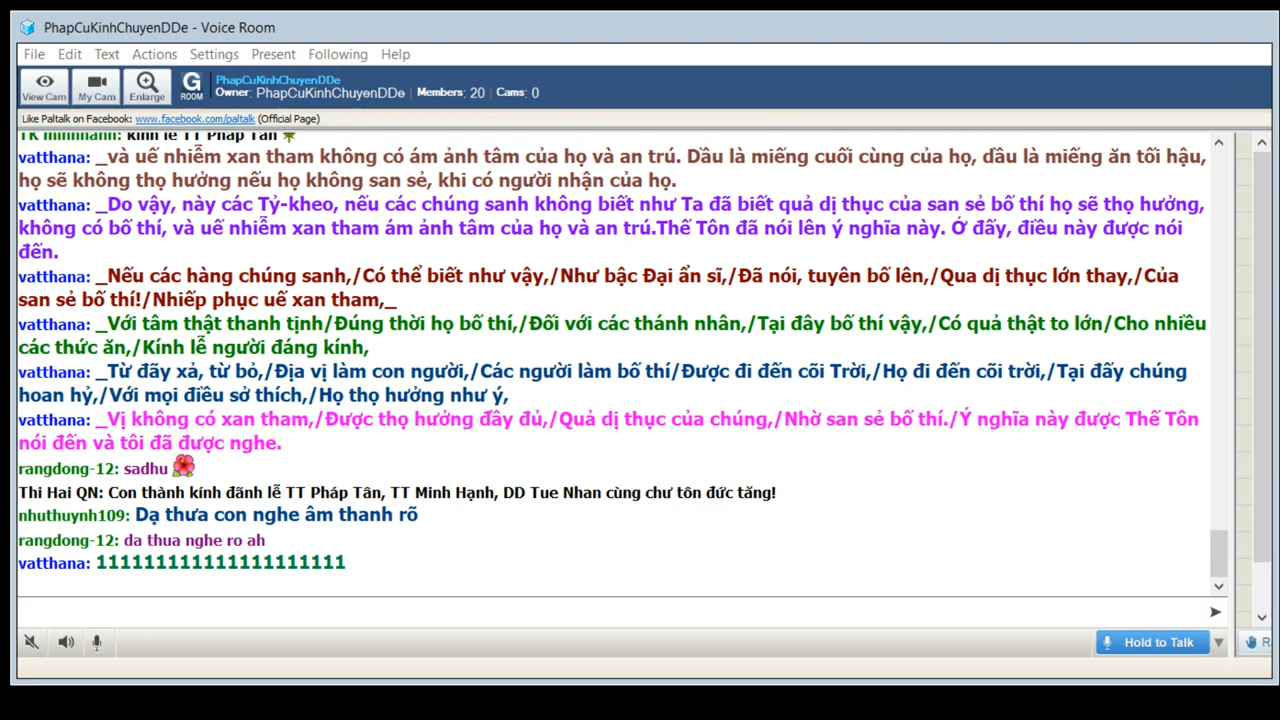 PhapCuKinhChuyenDDe - Voice Room
File Edit Text Actions Settings Present Following Help
View Cam My Cam Enlarge G ROOM PhapCuKinhChuyenDDe
Owner: PhapCuKinhChuyenDDe Members: 20 Cams: 0
Like Paltalk on Facebook: www.facebook.com/paltalk (Official Page)
TK minhhanh: kinh le TT Phap Tan
vatthana: _và uế nhiễm xan tham không có ám ảnh tâm của họ và an trú. Dầu là miếng cuối cùng của họ, dầu là miếng ăn tối hậu,
họ sẽ không thọ hưởng nếu họ không san sẻ, khi có người nhận của họ.
vatthana: _Do vậy, này các Tỷ-kheo, nếu các chúng sanh không biết như Ta đã biết quả dị thục của san sẻ bố thí họ sẽ thọ hưởng,
không có bố thí, và uế nhiễm xan tham ám ảnh tâm của họ và an trú.Thế Tôn đã nói lên ý nghĩa này. Ở đấy, điều này được nói
đến.
vatthana: _Nếu các hàng chúng sanh,/Có thể biết như vậy,/Như bậc Đại ẩn sĩ,/Đã nói, tuyên bố lên,/Qua dị thục lớn thay,/Của
san sẻ bố thí!/Nhiếp phục uế xan tham,_
vatthana: _Với tâm thật thanh tịnh/Đúng thời họ bố thí,/Đối với các thánh nhân,/Tại đây bố thí vậy,/Có quả thật to lớn/Cho nhiều
các thức ăn,/Kính lễ người đáng kính,
vatthana: _Từ đây xả, từ bỏ,/Địa vị làm con người,/Các người làm bố thí/Được đi đến cõi Trời,/Họ đi đến cõi trời,/Tại đấy chúng
hoan hỷ,/Với mọi điều sở thích,/Họ thọ hưởng như ý,
vatthana: _Vị không có xan tham,/Được thọ hưởng đầy đủ,/Quả dị thục của chúng,/Nhờ san sẻ bố thí./Ý nghĩa này được Thế Tôn
nói đến và tôi đã được nghe.
rangdong-12: sadhu
Thi Hai QN: Con thành kính đãnh lễ TT Pháp Tân, TT Minh Hạnh, DD Tue Nhan cùng chư tôn đức tăng!
nhuthuynh109: Dạ thưa con nghe âm thanh rõ
rangdong-12: da thua nghe ro ah
vatthana: 111111111111111111111
Hold to Talk